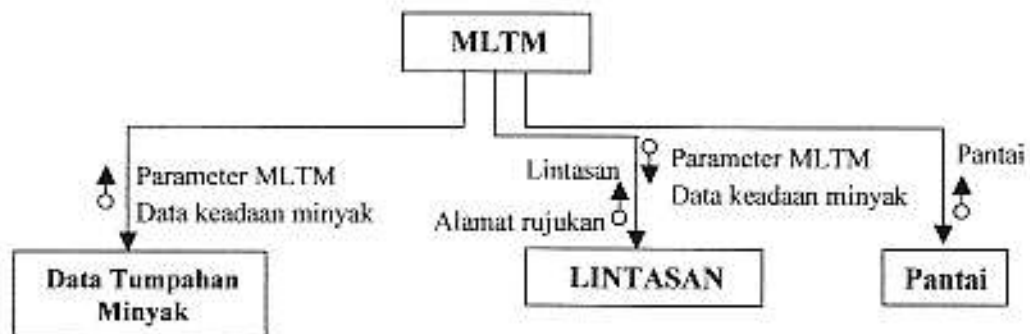 MLTM
Parameter MLTM
Data keadaan minyak
Lintasan
Alamat rujukan
Parameter MLTM
Data keadaan minyak
Pantai
Data Tumpahan
Minyak
LINTASAN
Pantai